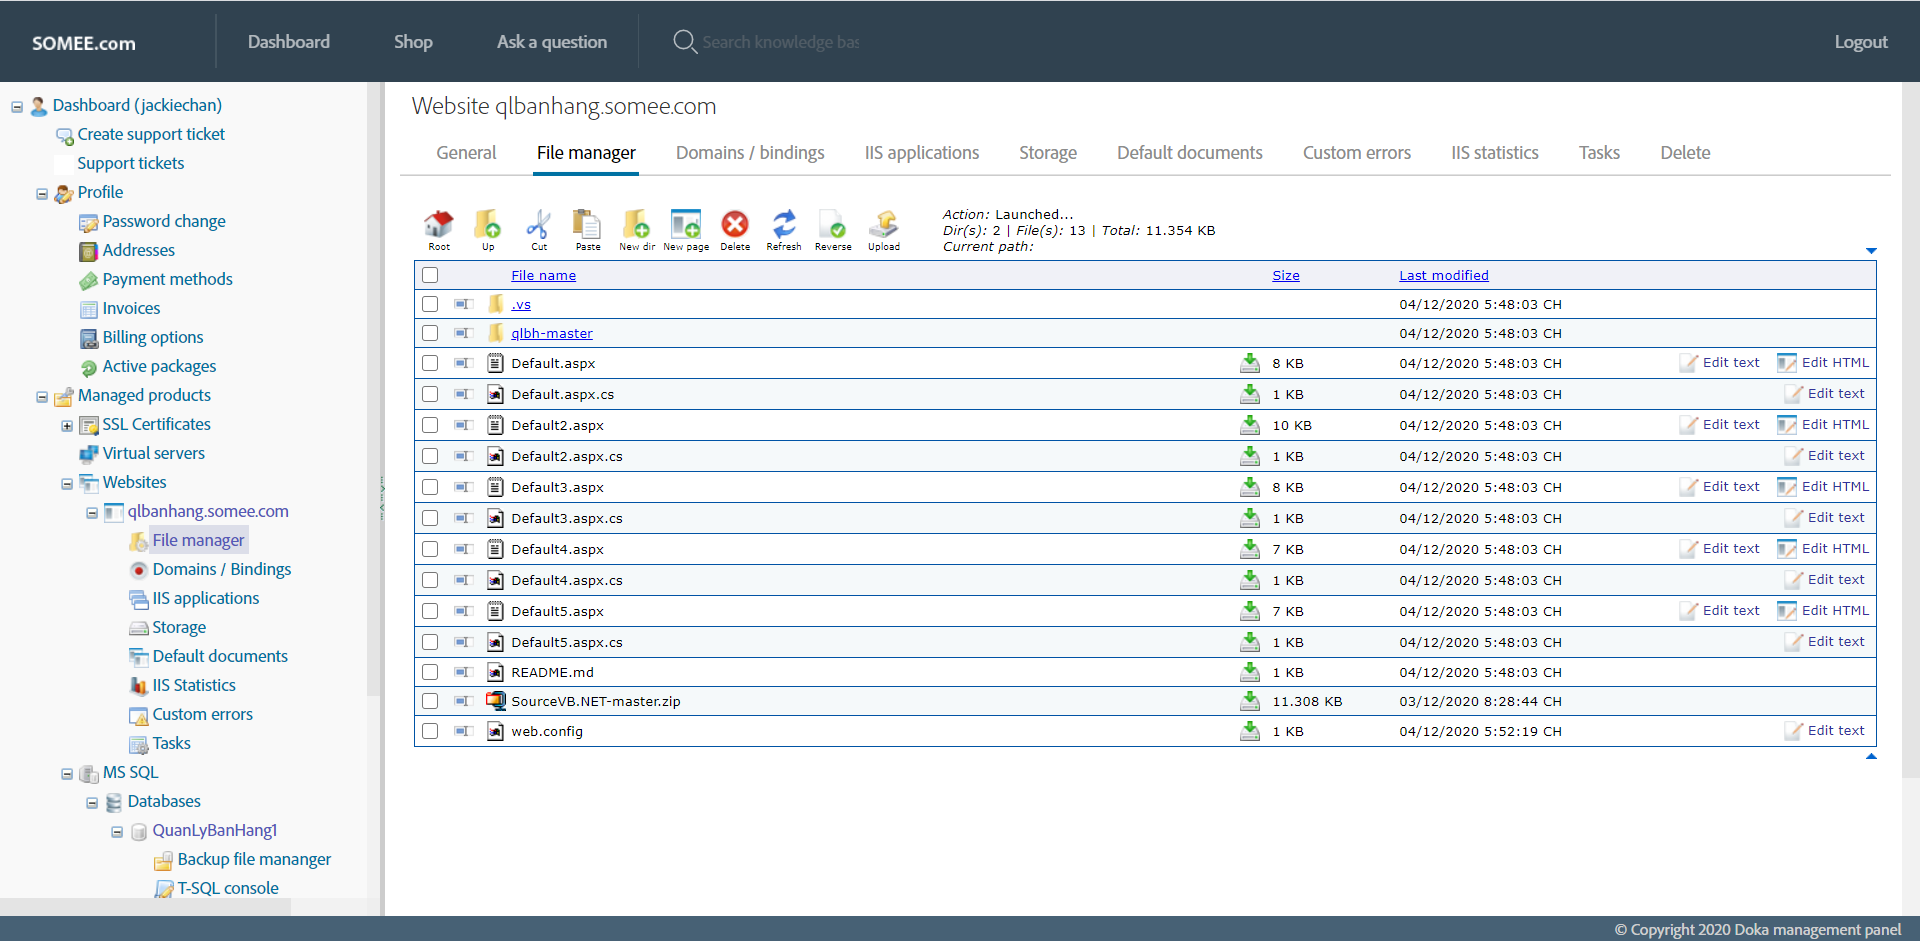 SOMEE.com
Dashboard
Shop
Ask a question
Search knowledge bas
Logout
Dashboard (jackiechan)
Create support ticket
Support tickets
Profile
Password change
Addresses
Payment methods
Invoices
Billing options
Active packages
Managed products
SSL Certificates
Virtual servers
Websites
qlbanhang.somee.com
File manager
Domains / Bindings
IIS applications
Storage
Default documents
IIS Statistics
Custom errors
Tasks
MS SQL
Databases
QuanLyBanHang1
Backup file mananger
T-SQL console
Website qlbanhang.somee.com
General File manager Domains / bindings IIS applications Storage Default documents Custom errors IIS statistics Tasks Delete
Root Up Cut Paste New dir New page Delete Refresh Reverse Upload
Action: Launched...
Dir(s): 2 | File(s): 13 | Total: 11.354 KB
Current path:
File name Size Last modified
.vs 04/12/2020 5:48:03 CH
qlbh-master 04/12/2020 5:48:03 CH
Default.aspx 8 KB 04/12/2020 5:48:03 CH Edit text Edit HTML
Default.aspx.cs 1 KB 04/12/2020 5:48:03 CH Edit text
Default2.aspx 10 KB 04/12/2020 5:48:03 CH Edit text Edit HTML
Default2.aspx.cs 1 KB 04/12/2020 5:48:03 CH Edit text
Default3.aspx 8 KB 04/12/2020 5:48:03 CH Edit text Edit HTML
Default3.aspx.cs 1 KB 04/12/2020 5:48:03 CH Edit text
Default4.aspx 7 KB 04/12/2020 5:48:03 CH Edit text Edit HTML
Default4.aspx.cs 1 KB 04/12/2020 5:48:03 CH Edit text
Default5.aspx 7 KB 04/12/2020 5:48:03 CH Edit text Edit HTML
Default5.aspx.cs 1 KB 04/12/2020 5:48:03 CH Edit text
README.md 1 KB 04/12/2020 5:48:03 CH
SourceVB.NET-master.zip 11.308 KB 03/12/2020 8:28:44 CH
web.config 1 KB 04/12/2020 5:52:19 CH Edit text
© Copyright 2020 Doka management panel